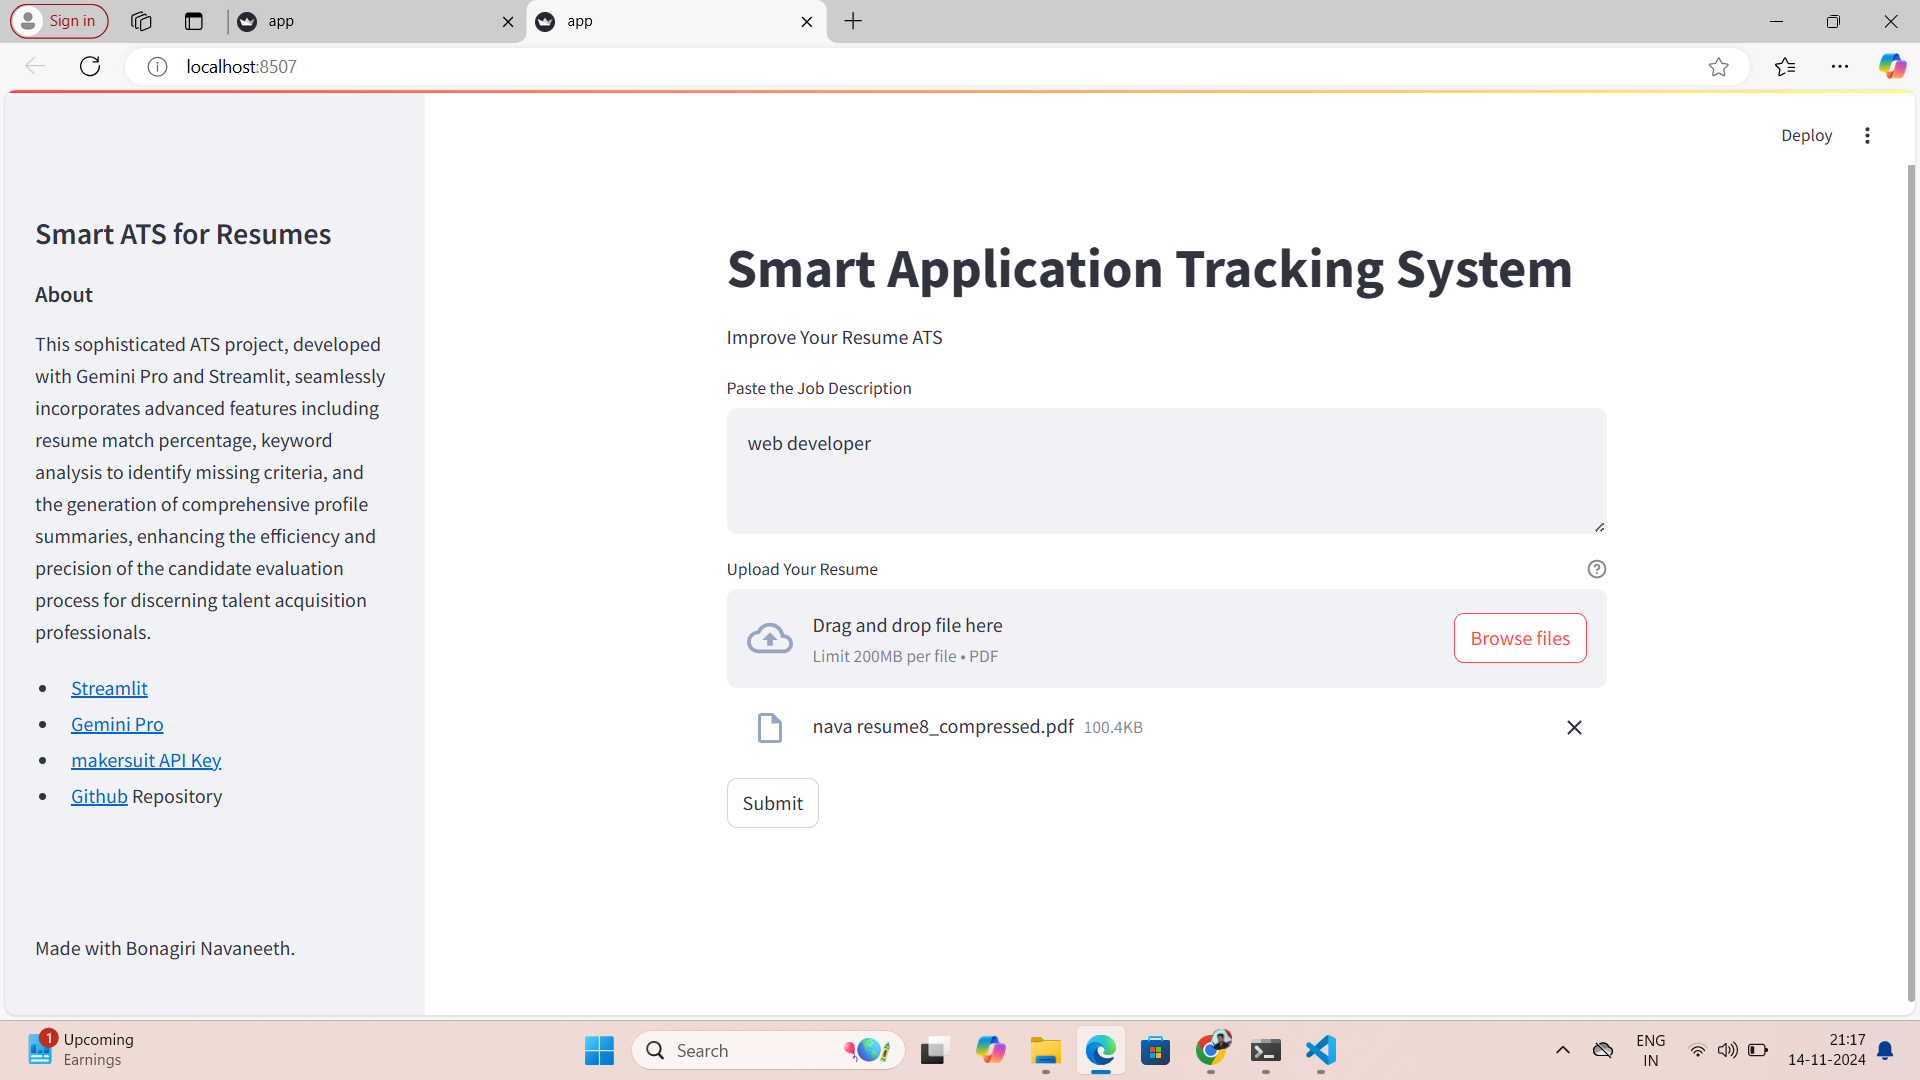 Sign in
app
app
localhost:8507
Deploy
Smart ATS for Resumes
About
This sophisticated ATS project, developed
with Gemini Pro and Streamlit, seamlessly
incorporates advanced features including
resume match percentage, keyword
analysis to identify missing criteria, and
the generation of comprehensive profile
summaries, enhancing the efficiency and
precision of the candidate evaluation
process for discerning talent acquisition
professionals.
Streamlit
Gemini Pro
makersuit API Key
Github Repository
Made with Bonagiri Navaneeth.
Smart Application Tracking System
Improve Your Resume ATS
Paste the Job Description
web developer
Upload Your Resume
Drag and drop file here
Limit 200MB per file • PDF
Browse files
nava resume8_compressed.pdf 100.4KB
Submit
1
Upcoming
Earnings
Search
ENG
IN
21:17
14-11-2024